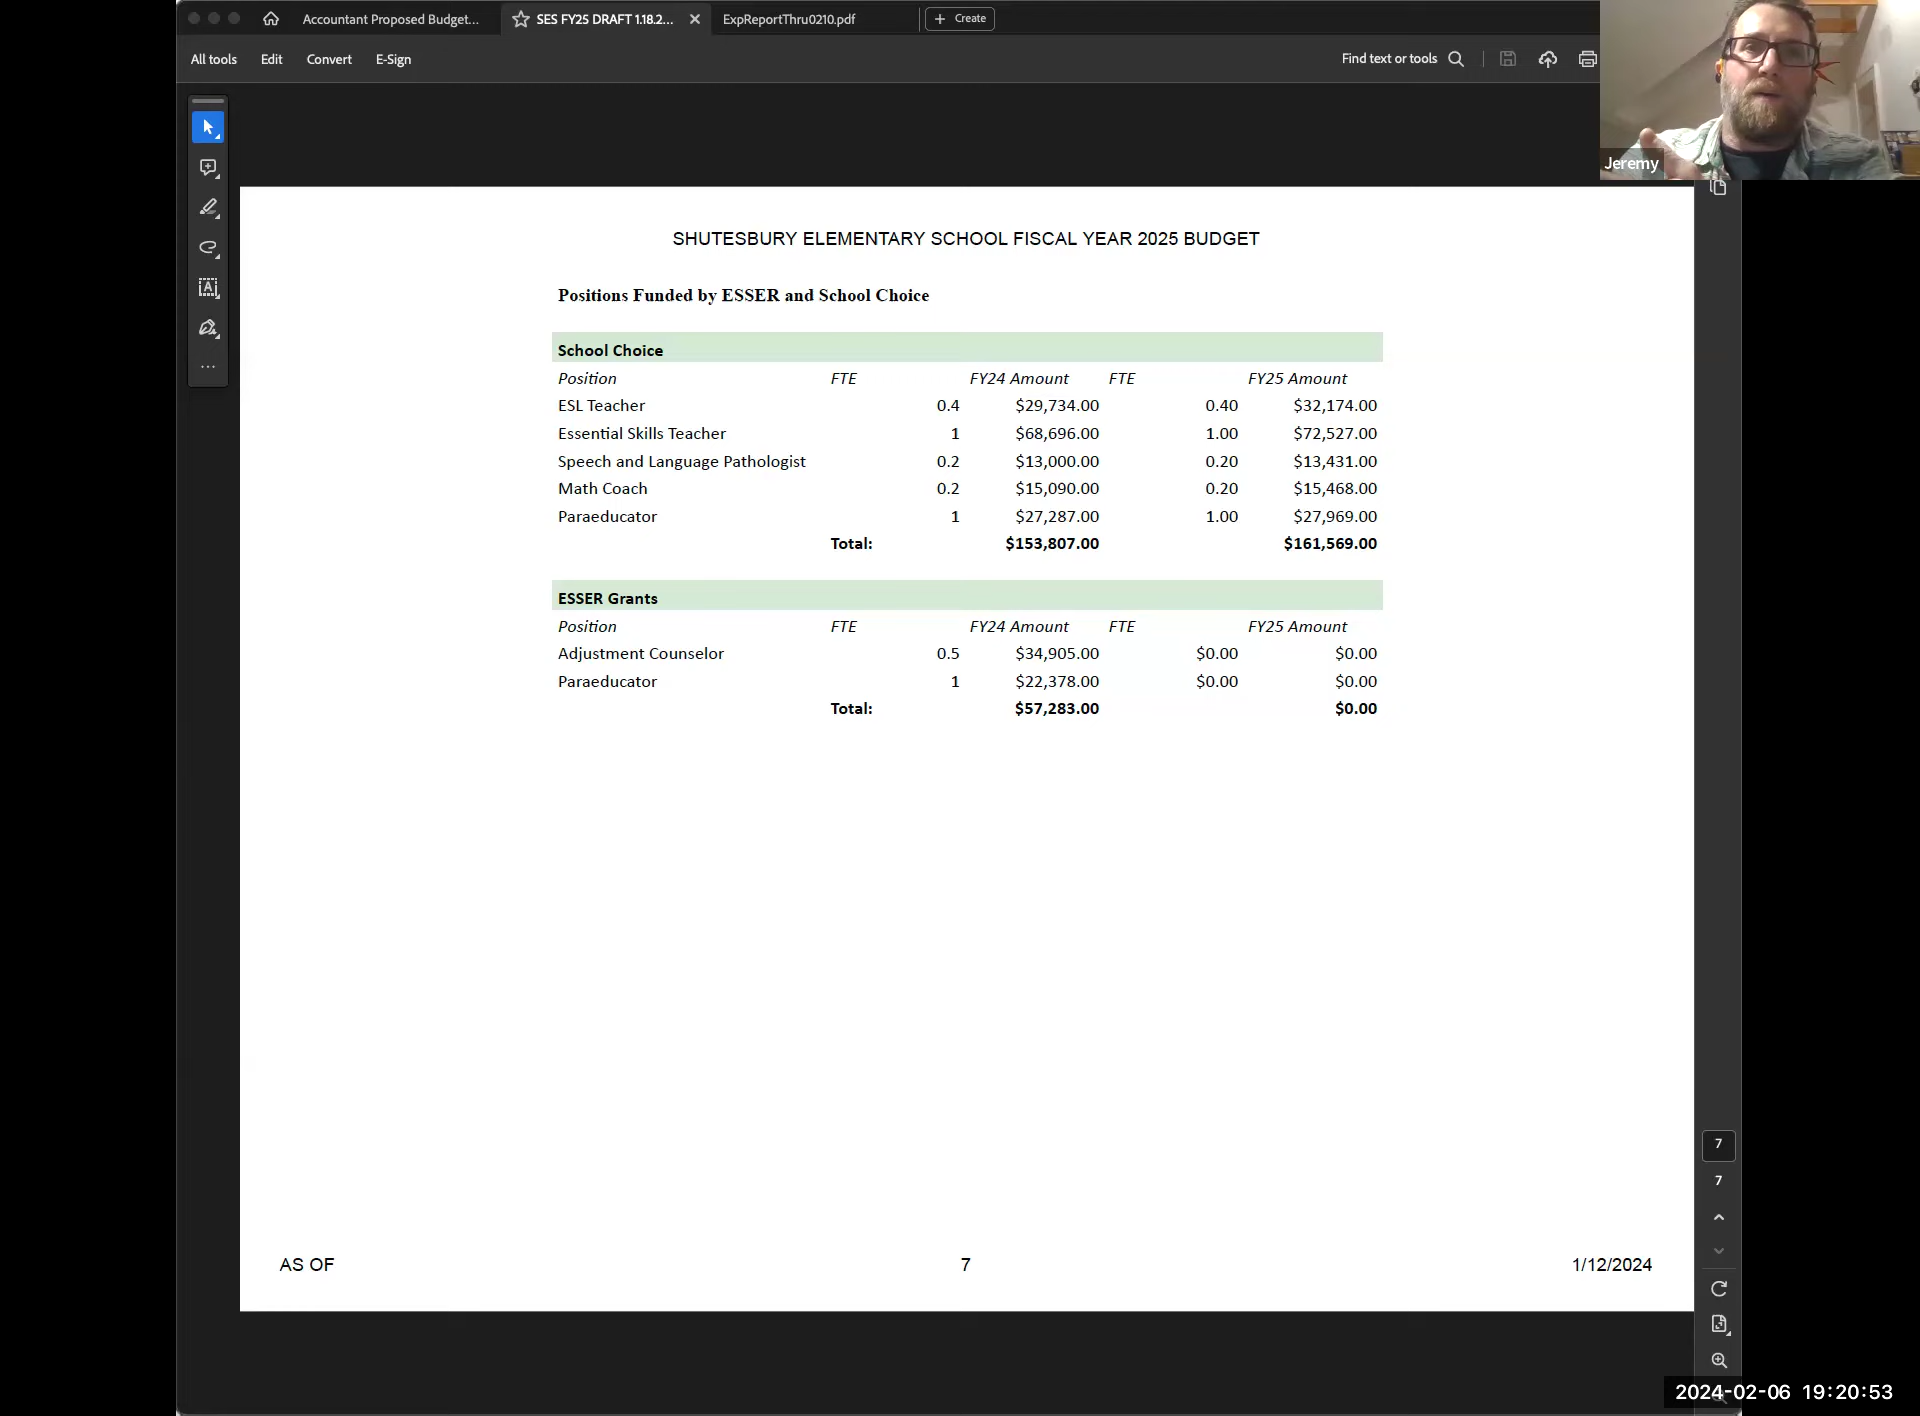 Accountant Proposed Budget...
SES FY25 DRAFT 1.18.2...
ExpReportThru0210.pdf
Create
All tools Edit Convert E-Sign
Find text or tools
Jeremy
SHUTESBURY ELEMENTARY SCHOOL FISCAL YEAR 2025 BUDGET
Positions Funded by ESSER and School Choice
School Choice
Position FTE FY24 Amount FTE FY25 Amount
ESL Teacher 0.4 $29,734.00 0.40 $32,174.00
Essential Skills Teacher 1 $68,696.00 1.00 $72,527.00
Speech and Language Pathologist 0.2 $13,000.00 0.20 $13,431.00
Math Coach 0.2 $15,090.00 0.20 $15,468.00
Paraeducator 1 $27,287.00 1.00 $27,969.00
Total: $153,807.00 $161,569.00
ESSER Grants
Position FTE FY24 Amount FTE FY25 Amount
Adjustment Counselor 0.5 $34,905.00 $0.00 $0.00
Paraeducator 1 $22,378.00 $0.00 $0.00
Total: $57,283.00 $0.00
7
7
AS OF 7 1/12/2024
2024-02-06 19:20:53